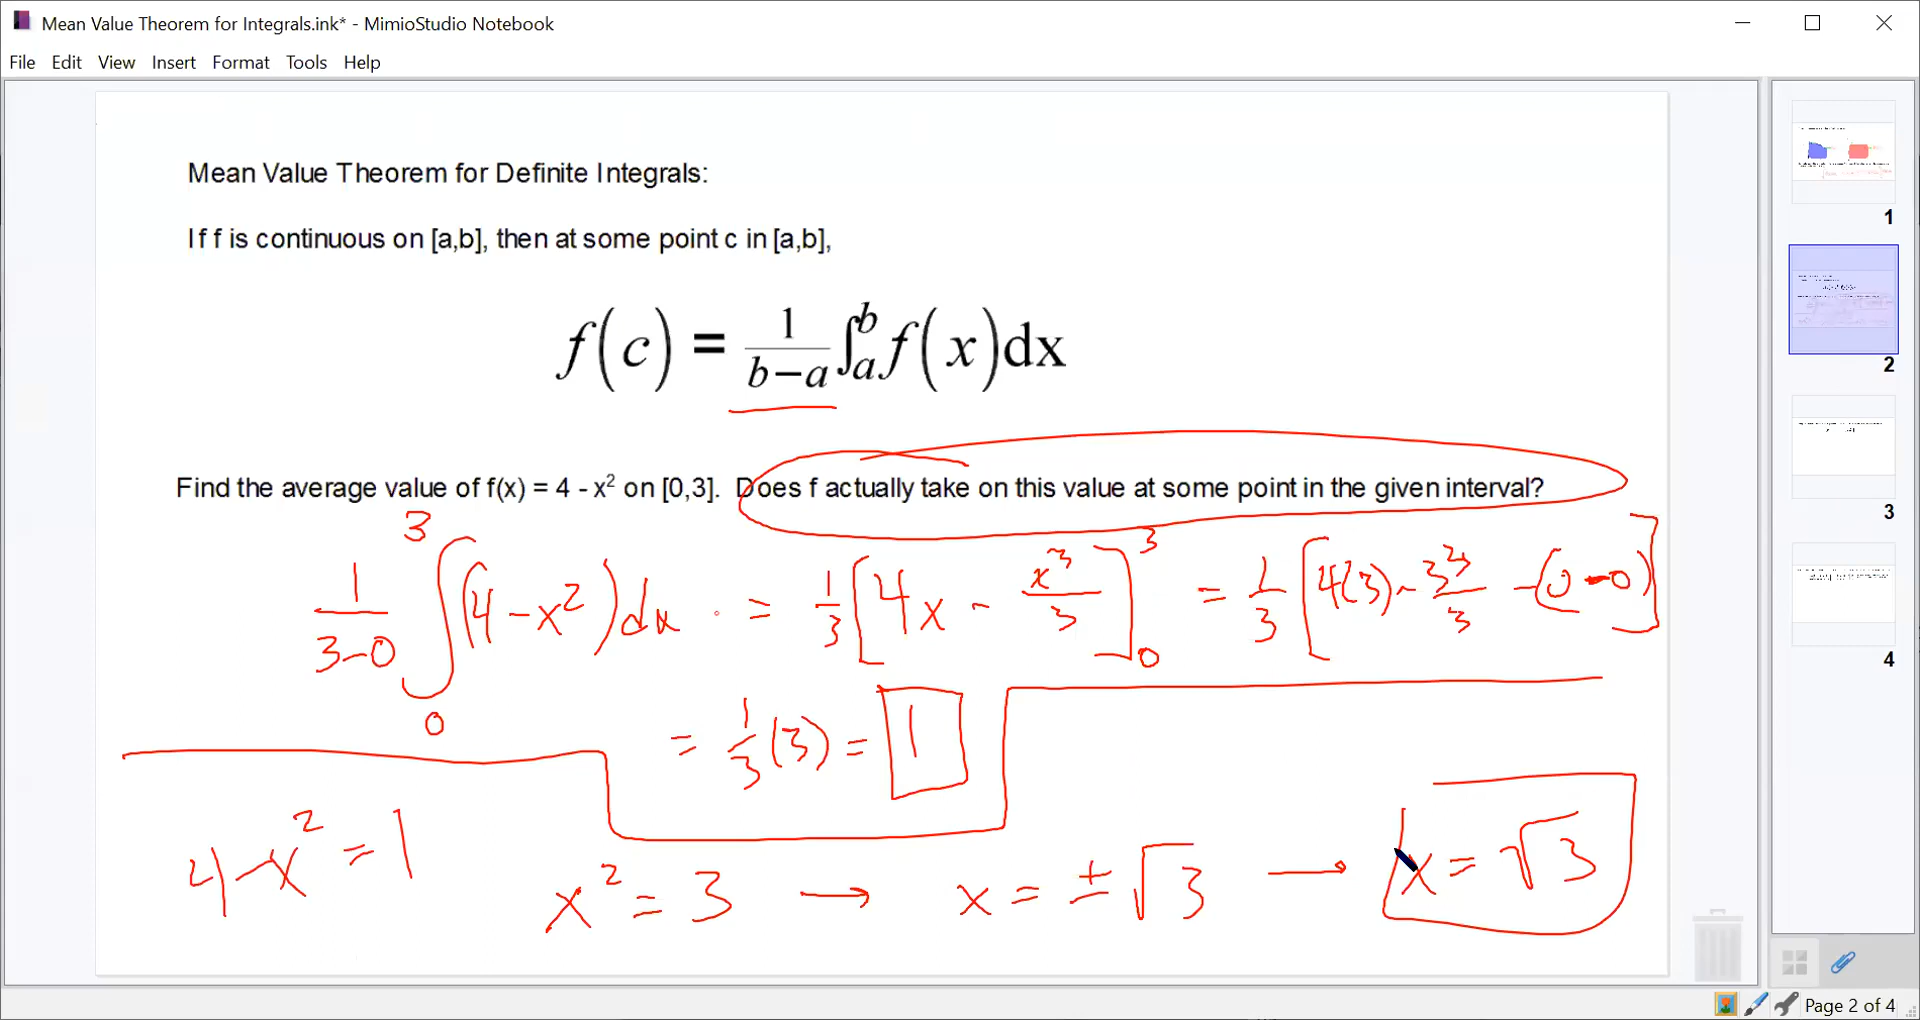 Mean Value Theorem for Integrals.ink* - MimioStudio Notebook
File Edit View Insert Format Tools Help
Mean Value Theorem for Definite Integrals:
If f is continuous on [a,b], then at some point c in [a,b],
f(c) = 1/(b-a) ∫_a^b f(x)dx
Find the average value of f(x) = 4 - x² on [0,3]. Does f actually take on this value at some point in the given interval?
1/(3-0) ∫_0^3 (4-x²)dx = 1/3 [4x - x³/3]_0^3 = 1/3 [4(3) - 3³/3 - (0-0)]
= 1/3 (3) = 1
4-x² = 1
x² = 3 → x = ±√3 → x = √3
1
2
3
4
Page 2 of 4